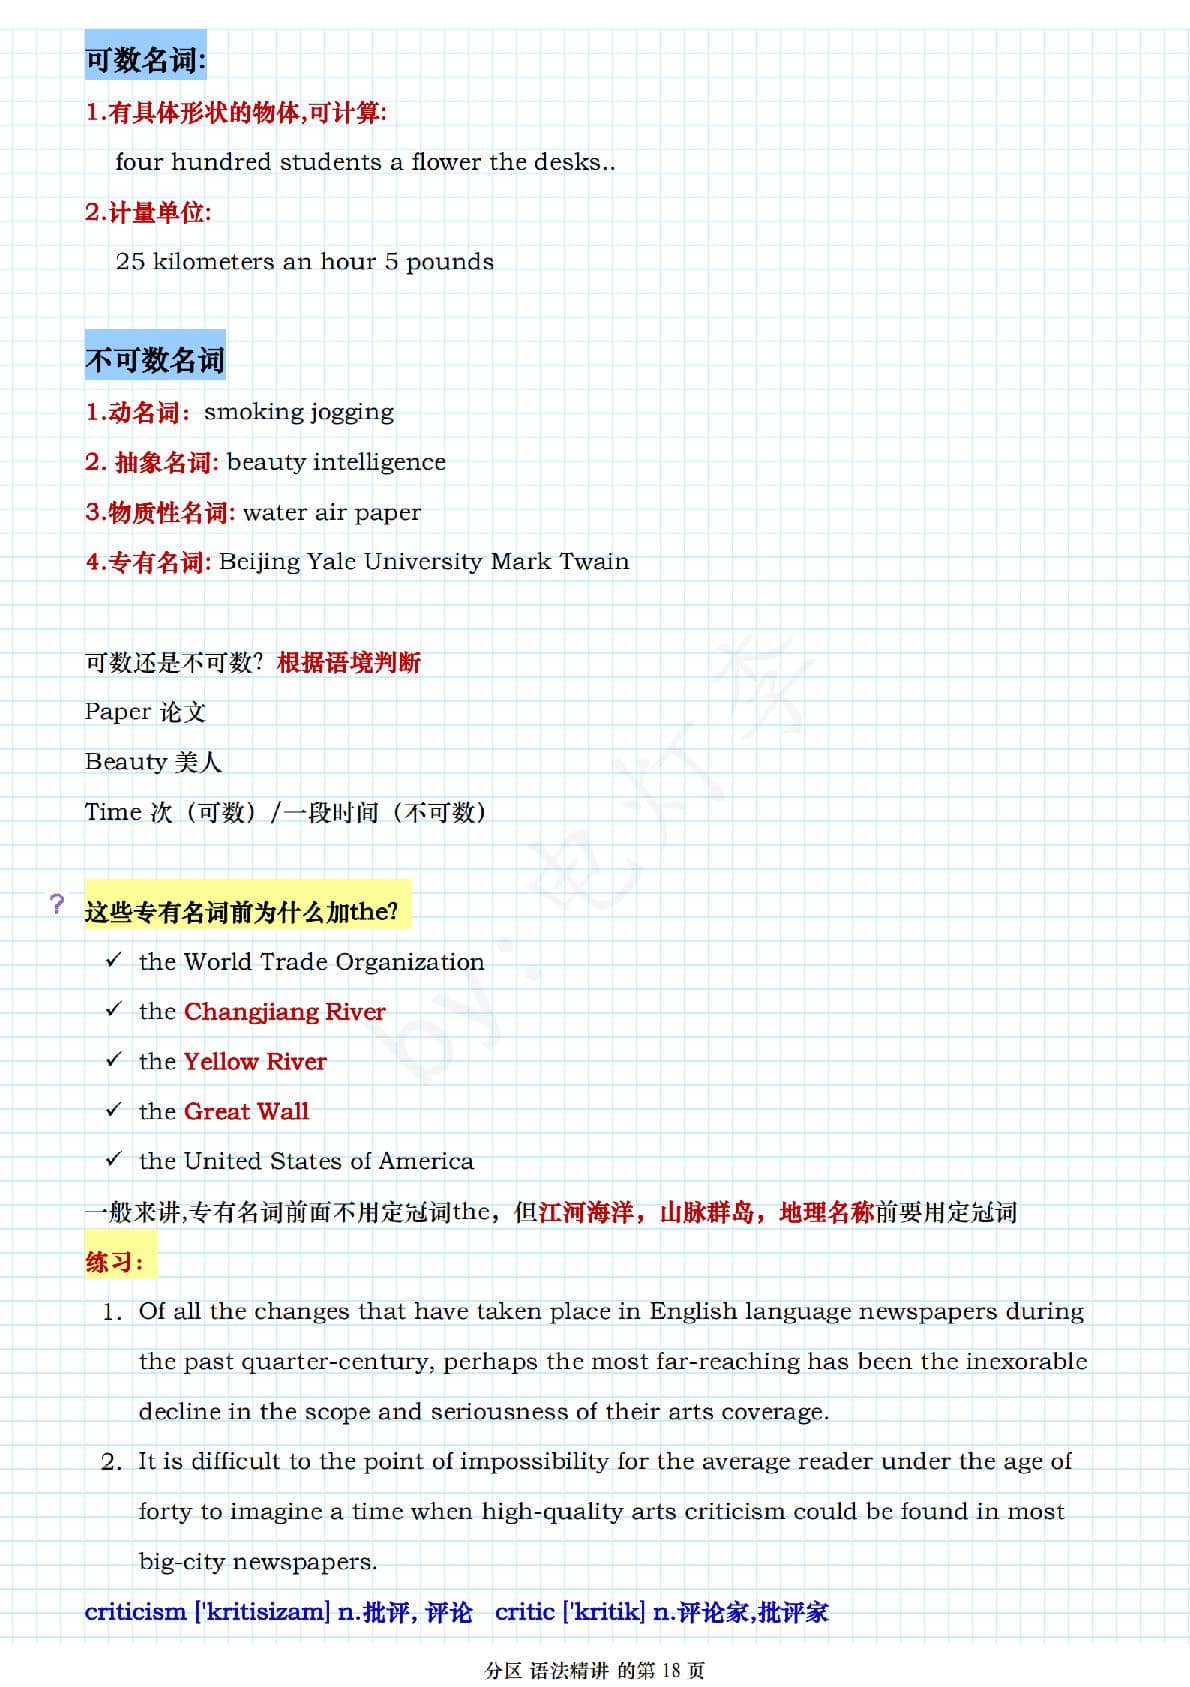 可数名词:
1.有具体形状的物体,可计算:
four hundred students a flower the desks..
2.计量单位:
25 kilometers an hour 5 pounds
不可数名词
1.动名词：smoking jogging
2. 抽象名词: beauty intelligence
3.物质性名词: water air paper
4.专有名词: Beijing Yale University Mark Twain
可数还是不可数？根据语境判断
Paper 论文
Beauty 美人
Time 次（可数）/一段时间（不可数）
? 这些专有名词前为什么加the?
✓ the World Trade Organization
✓ the Changjiang River
✓ the Yellow River
✓ the Great Wall
✓ the United States of America
一般来讲,专有名词前面不用定冠词the，但江河海洋，山脉群岛，地理名称前要用定冠词
练习：
1. Of all the changes that have taken place in English language newspapers during
the past quarter-century, perhaps the most far-reaching has been the inexorable
decline in the scope and seriousness of their arts coverage.
2. It is difficult to the point of impossibility for the average reader under the age of
forty to imagine a time when high-quality arts criticism could be found in most
big-city newspapers.
criticism ['kritisizam] n.批评, 评论 critic ['kritik] n.评论家,批评家
by:电灯李
分区 语法精讲 的第 18 页